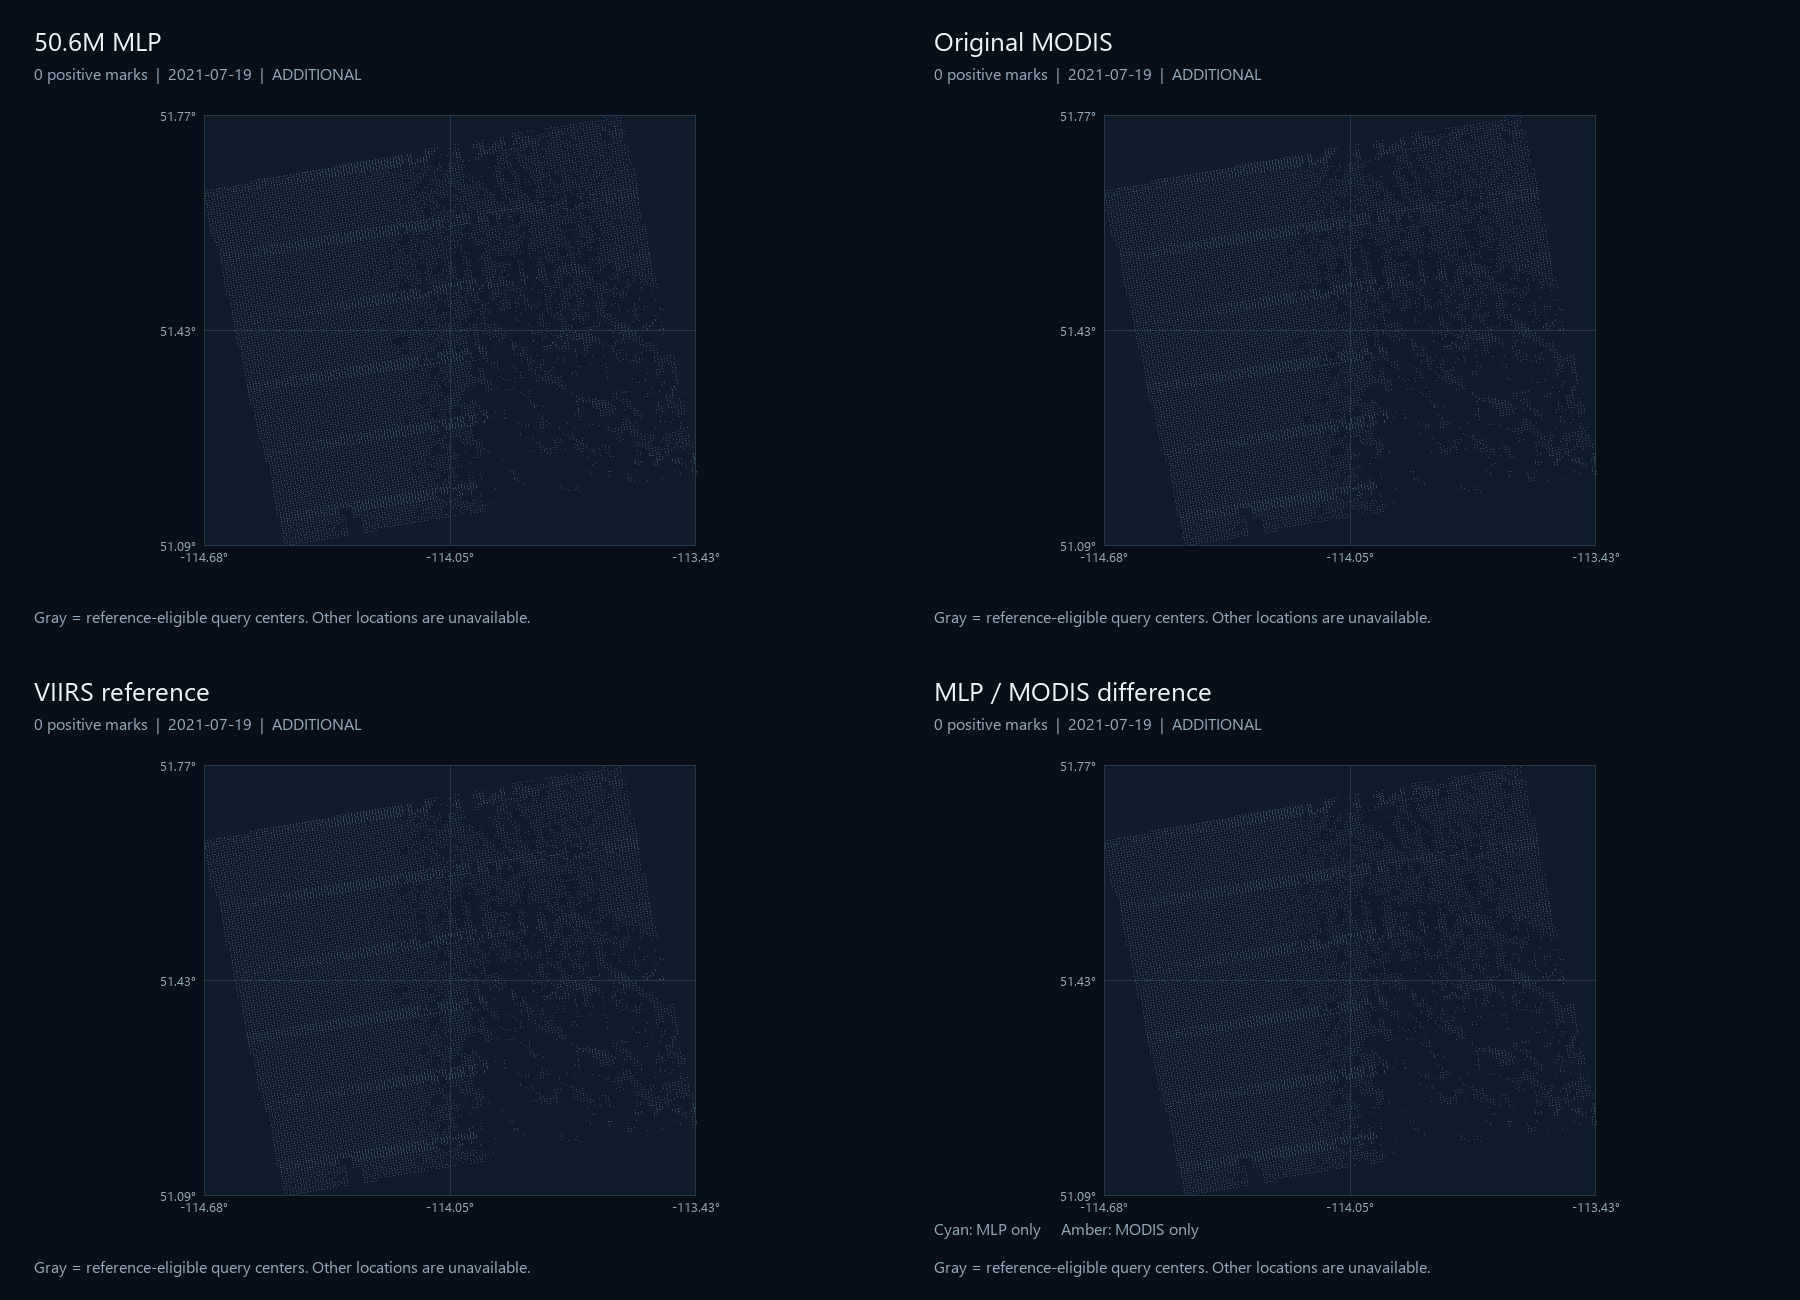 50.6M MLP
0 positive marks | 2021-07-19 | ADDITIONAL
51.77°
51.43°
51.09°
-114.68°
-114.05°
-113.43°
Gray = reference-eligible query centers. Other locations are unavailable.
Original MODIS
0 positive marks | 2021-07-19 | ADDITIONAL
51.77°
51.43°
51.09°
-114.68°
-114.05°
-113.43°
Gray = reference-eligible query centers. Other locations are unavailable.
VIIRS reference
0 positive marks | 2021-07-19 | ADDITIONAL
51.77°
51.43°
51.09°
-114.68°
-114.05°
-113.43°
Gray = reference-eligible query centers. Other locations are unavailable.
MLP / MODIS difference
0 positive marks | 2021-07-19 | ADDITIONAL
51.77°
51.43°
51.09°
-114.68°
-114.05°
-113.43°
Cyan: MLP only Amber: MODIS only
Gray = reference-eligible query centers. Other locations are unavailable.